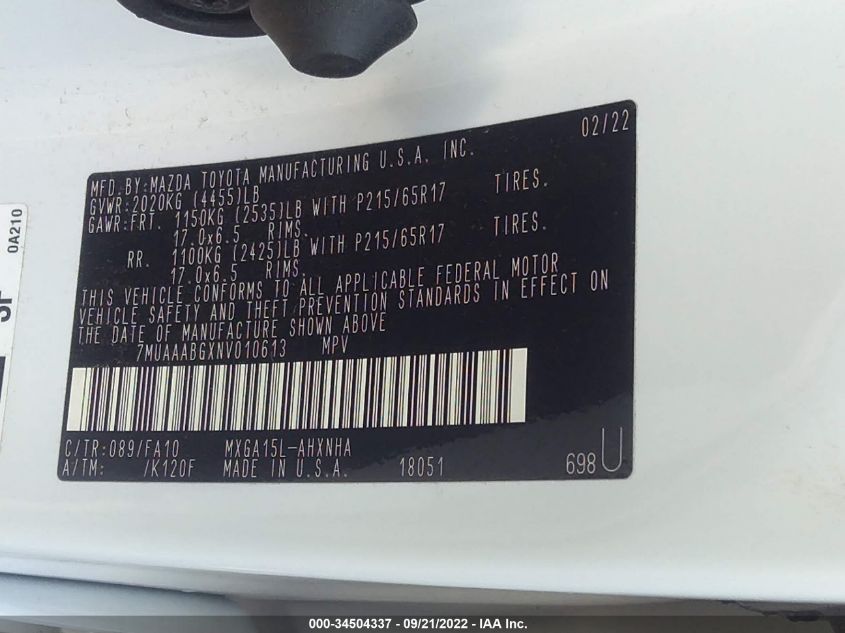 02/22
MFD.BY:MAZDA TOYOTA MANUFACTURING U.S.A. INC.
GVWR:2020KG (4455)LB
GAWR:FRT. 1150KG (2535)LB WITH P215/65R17 TIRES.
17.0x6.5 RIMS.
RR. 1100KG (2425)LB WITH P215/65R17 TIRES.
17.0x6.5 RIMS.
THIS VEHICLE CONFORMS TO ALL APPLICABLE FEDERAL MOTOR
VEHICLE SAFETY AND THEFT PREVENTION STANDARDS IN EFFECT ON
THE DATE OF MANUFACTURE SHOWN ABOVE
7MUAAABGXNV010613 MPV
C/TR:089/FA10 MXGA15L-AHXNHA
A/TM: /K120F MADE IN U.S.A. 18051 698 U
0A210
000-34504337 - 09/21/2022 - IAA Inc.